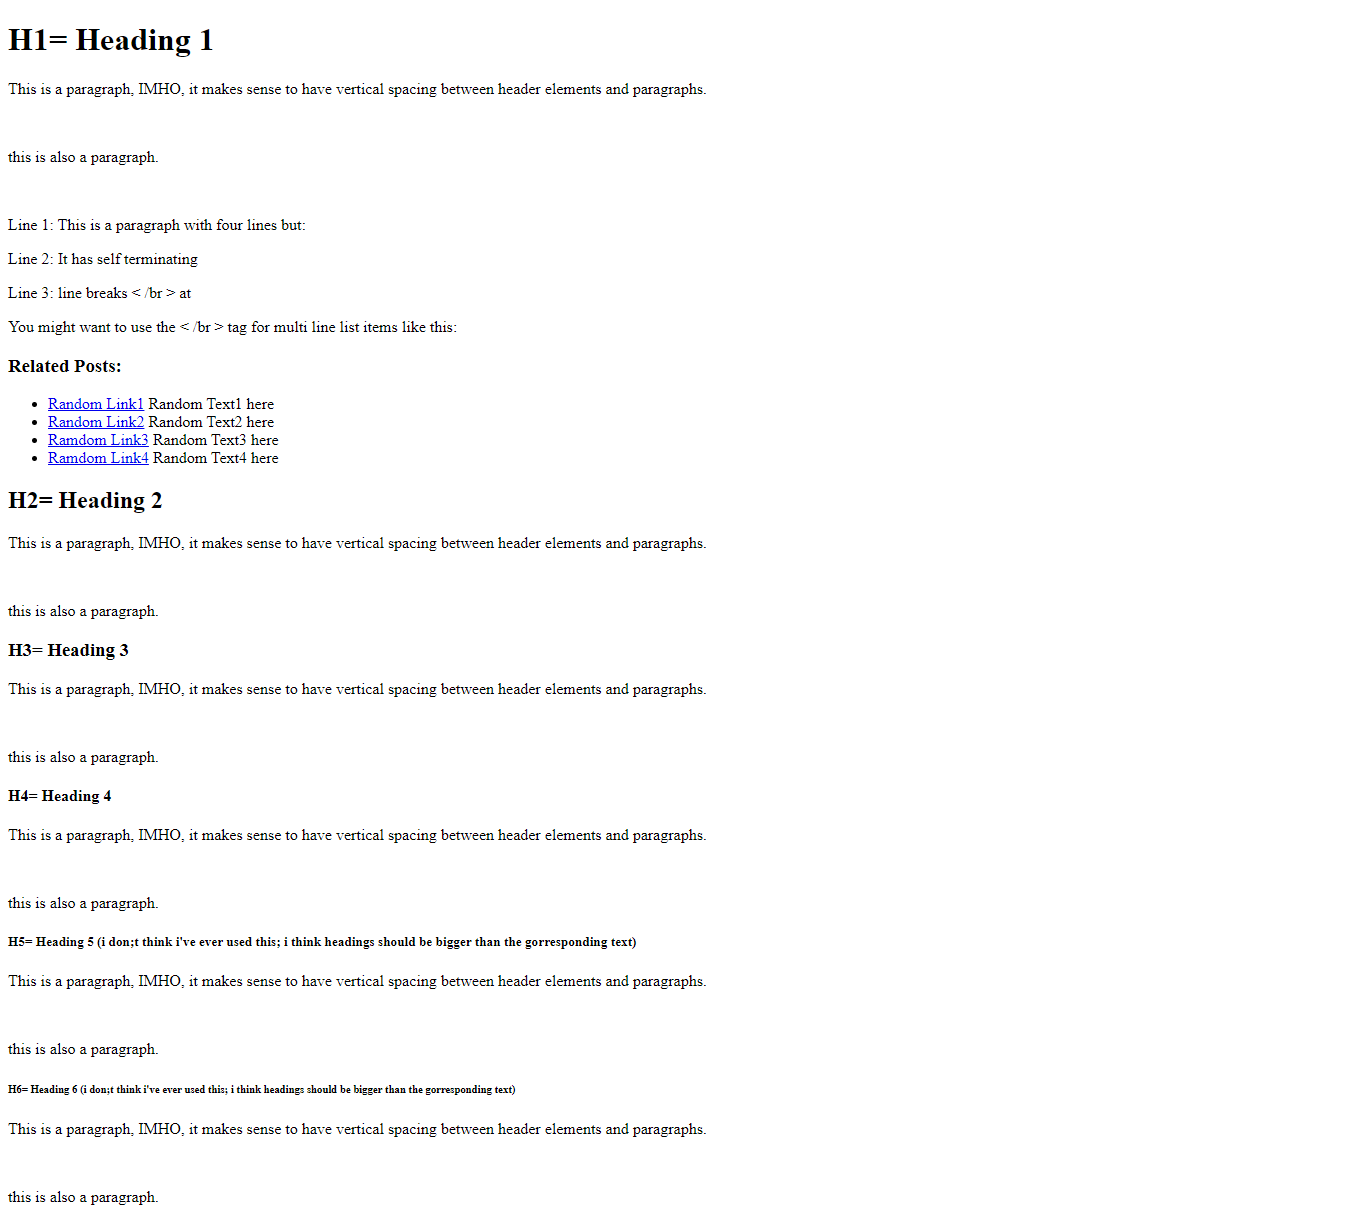 H1= Heading 1
This is a paragraph, IMHO, it makes sense to have vertical spacing between header elements and paragraphs.
this is also a paragraph.
Line 1: This is a paragraph with four lines but:
Line 2: It has self terminating
Line 3: line breaks < /br > at
You might want to use the < /br > tag for multi line list items like this:
Related Posts:
• Random Link1 Random Text1 here
• Random Link2 Random Text2 here
• Ramdom Link3 Random Text3 here
• Ramdom Link4 Random Text4 here
H2= Heading 2
This is a paragraph, IMHO, it makes sense to have vertical spacing between header elements and paragraphs.
this is also a paragraph.
H3= Heading 3
This is a paragraph, IMHO, it makes sense to have vertical spacing between header elements and paragraphs.
this is also a paragraph.
H4= Heading 4
This is a paragraph, IMHO, it makes sense to have vertical spacing between header elements and paragraphs.
this is also a paragraph.
H5= Heading 5 (i don;t think i've ever used this; i think headings should be bigger than the gorresponding text)
This is a paragraph, IMHO, it makes sense to have vertical spacing between header elements and paragraphs.
this is also a paragraph.
H6= Heading 6 (i don;t think i've ever used this; i think headings should be bigger than the gorresponding text)
This is a paragraph, IMHO, it makes sense to have vertical spacing between header elements and paragraphs.
this is also a paragraph.